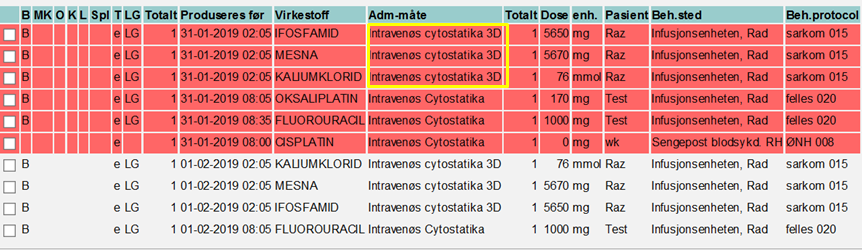 B MK O K L Spl T LG Totalt Produseres før Virkestoff Adm-måte Totalt Dose enh. Pasient Beh.sted Beh.protocol
B e LG 1 31-01-2019 02:05 IFOSFAMID Intravenøs cytostatika 3D 1 5650 mg Raz Infusjonsenheten, Rad sarkom 015
B e LG 1 31-01-2019 02:05 MESNA Intravenøs cytostatika 3D 1 5670 mg Raz Infusjonsenheten, Rad sarkom 015
B e LG 1 31-01-2019 02:05 KALIUMKLORID Intravenøs cytostatika 3D 1 76 mmol Raz Infusjonsenheten, Rad sarkom 015
B e LG 1 31-01-2019 08:05 OKSALIPLATIN Intravenøs Cytostatika 1 170 mg Test Infusjonsenheten, Rad felles 020
B e LG 1 31-01-2019 08:35 FLUOROURACIL Intravenøs Cytostatika 1 1000 mg Test Infusjonsenheten, Rad felles 020
e LG 1 31-01-2019 08:00 CISPLATIN Intravenøs Cytostatika 1 0 mg wk Sengepost blodsykd. RH ØNH 008
B e LG 1 01-02-2019 02:05 KALIUMKLORID Intravenøs cytostatika 3D 1 76 mmol Raz Infusjonsenheten, Rad sarkom 015
B e LG 1 01-02-2019 02:05 MESNA Intravenøs cytostatika 3D 1 5670 mg Raz Infusjonsenheten, Rad sarkom 015
B e LG 1 01-02-2019 02:05 IFOSFAMID Intravenøs cytostatika 3D 1 5650 mg Raz Infusjonsenheten, Rad sarkom 015
B e LG 1 01-02-2019 08:05 FLUOROURACIL Intravenøs Cytostatika 1 1000 mg Test Infusjonsenheten, Rad felles 020